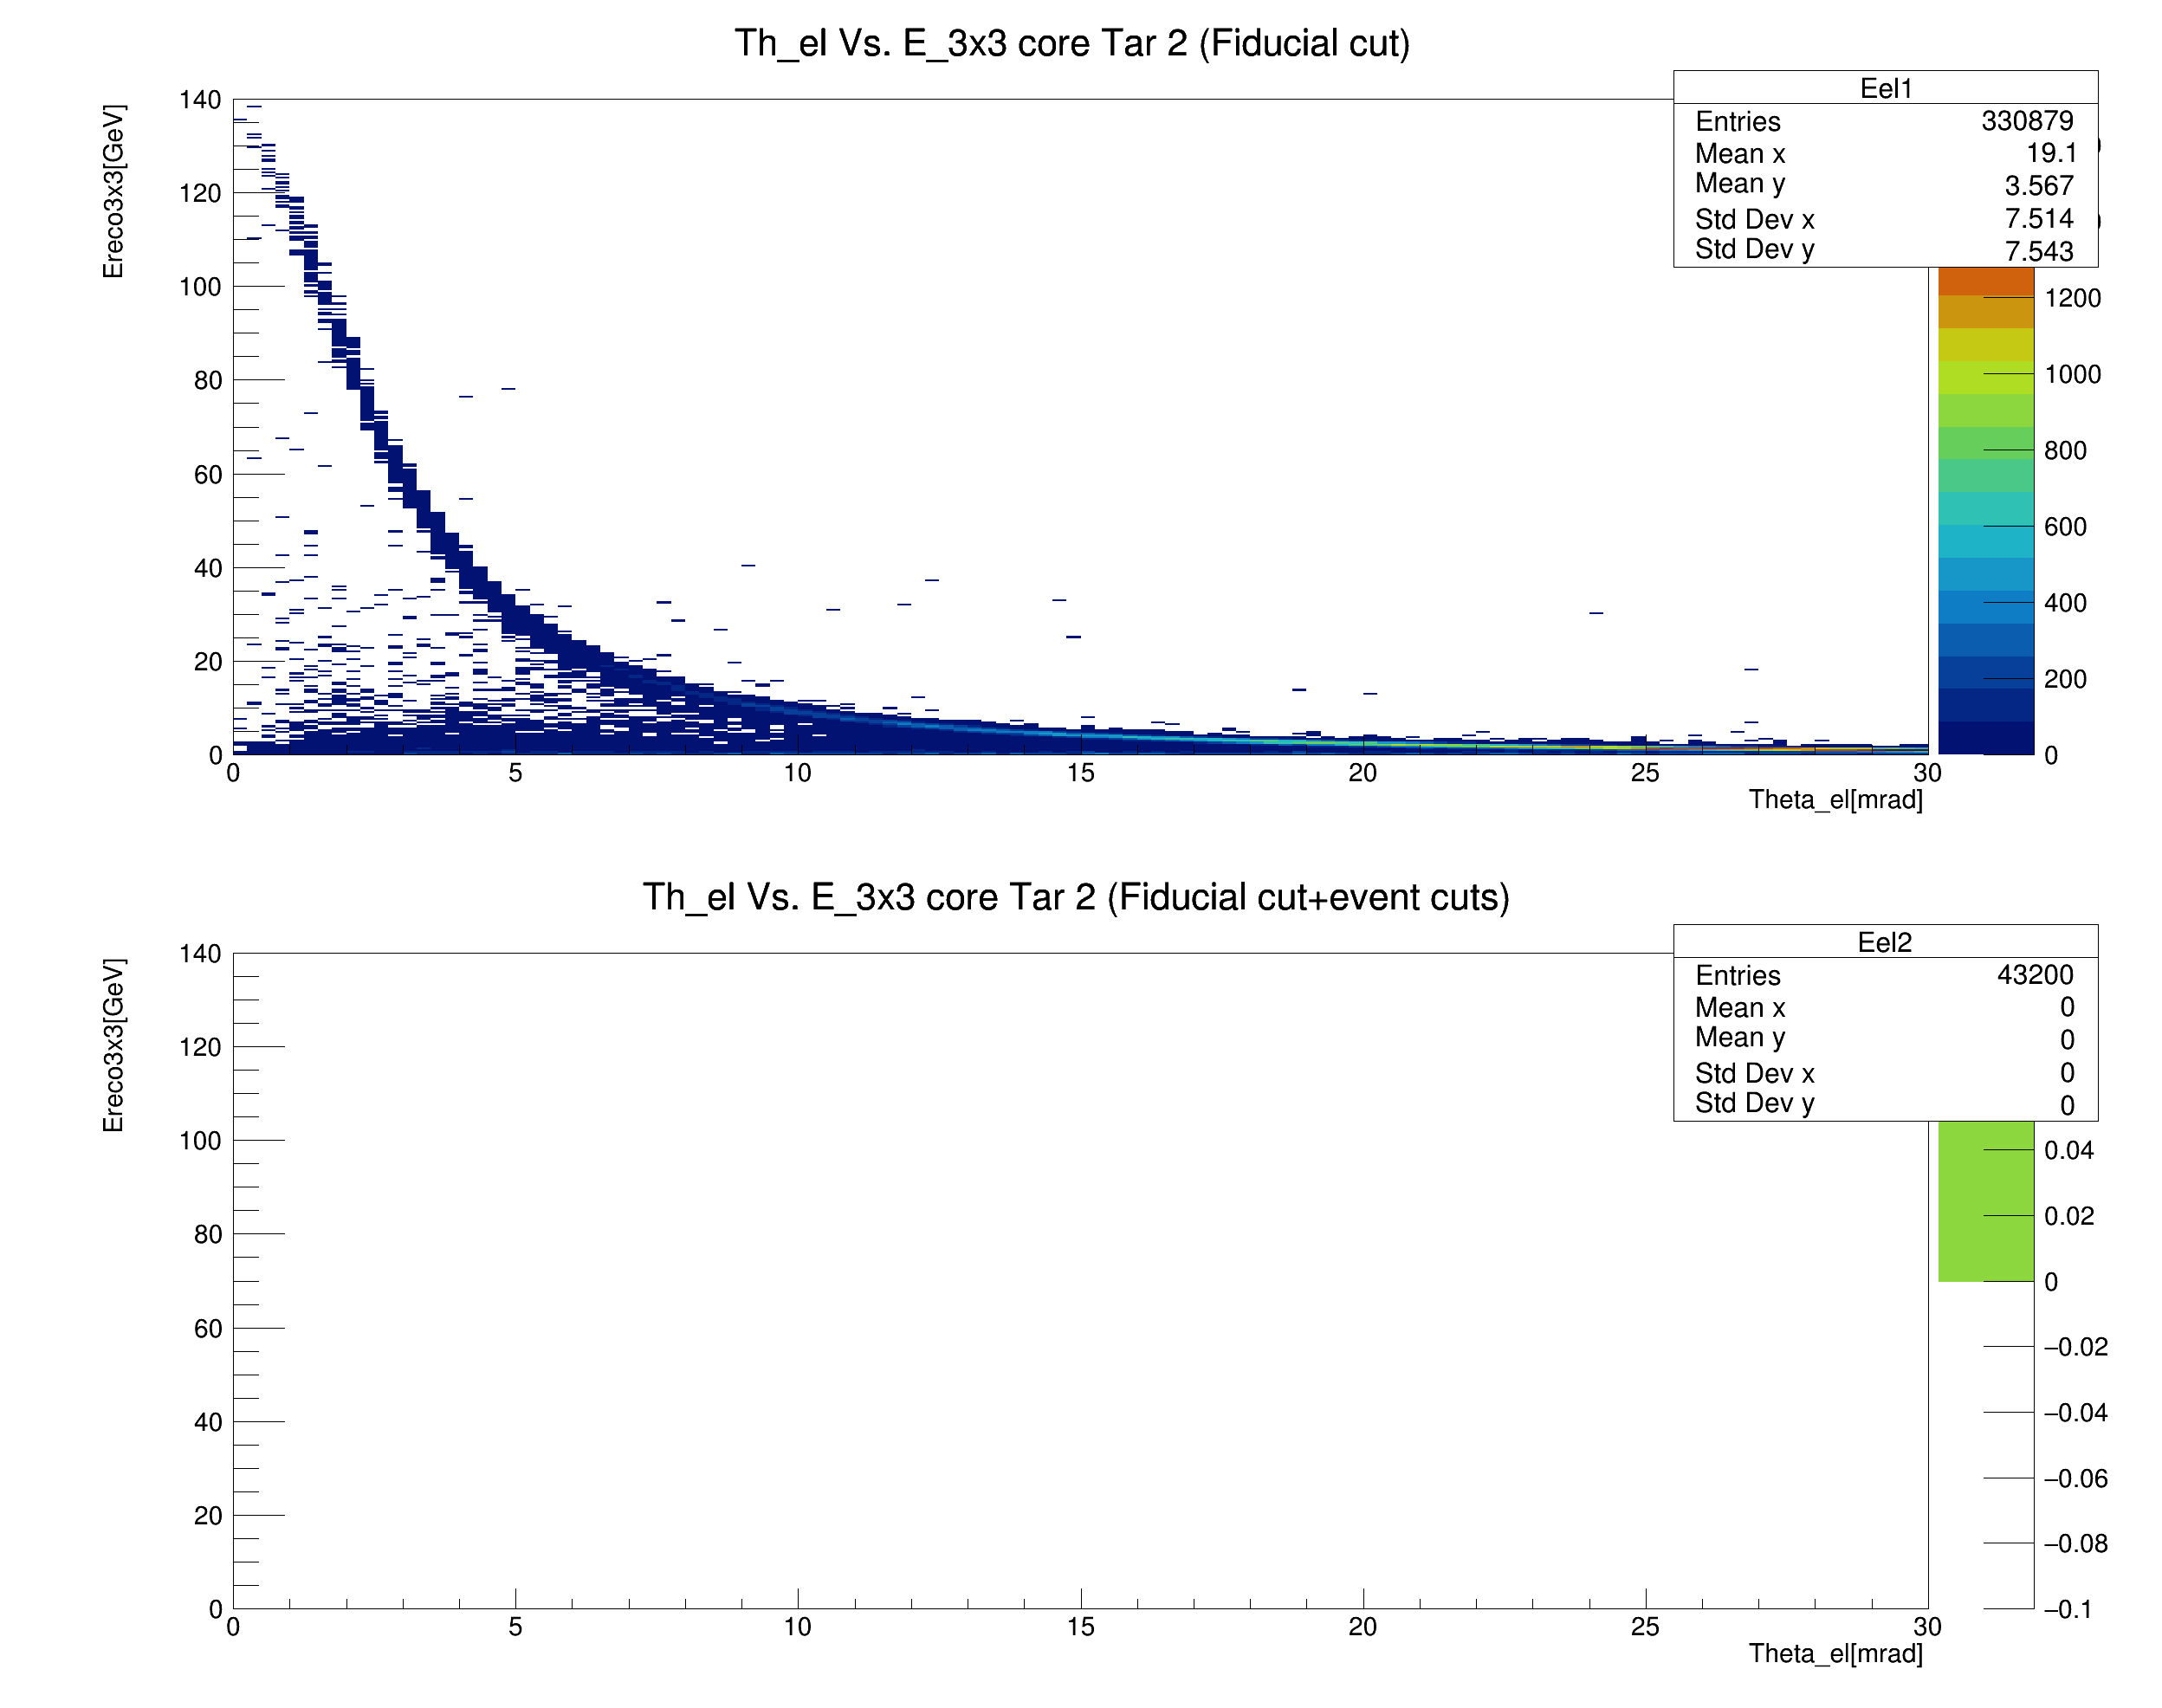 Th_el Vs. E_3x3 core Tar 2 (Fiducial cut)
Eel1
Entries 330879
Mean x 19.1
Mean y 3.567
Std Dev x 7.514
Std Dev y 7.543
Ereco3x3[GeV]
140
120
100
80
60
40
20
0
0 5 10 15 20 25 30
Theta_el[mrad]
1200
1000
800
600
400
200
0
Th_el Vs. E_3x3 core Tar 2 (Fiducial cut+event cuts)
Eel2
Entries 43200
Mean x 0
Mean y 0
Std Dev x 0
Std Dev y 0
Ereco3x3[GeV]
140
120
100
80
60
40
20
0
0 5 10 15 20 25 30
Theta_el[mrad]
0.04
0.02
0
−0.02
−0.04
−0.06
−0.08
−0.1